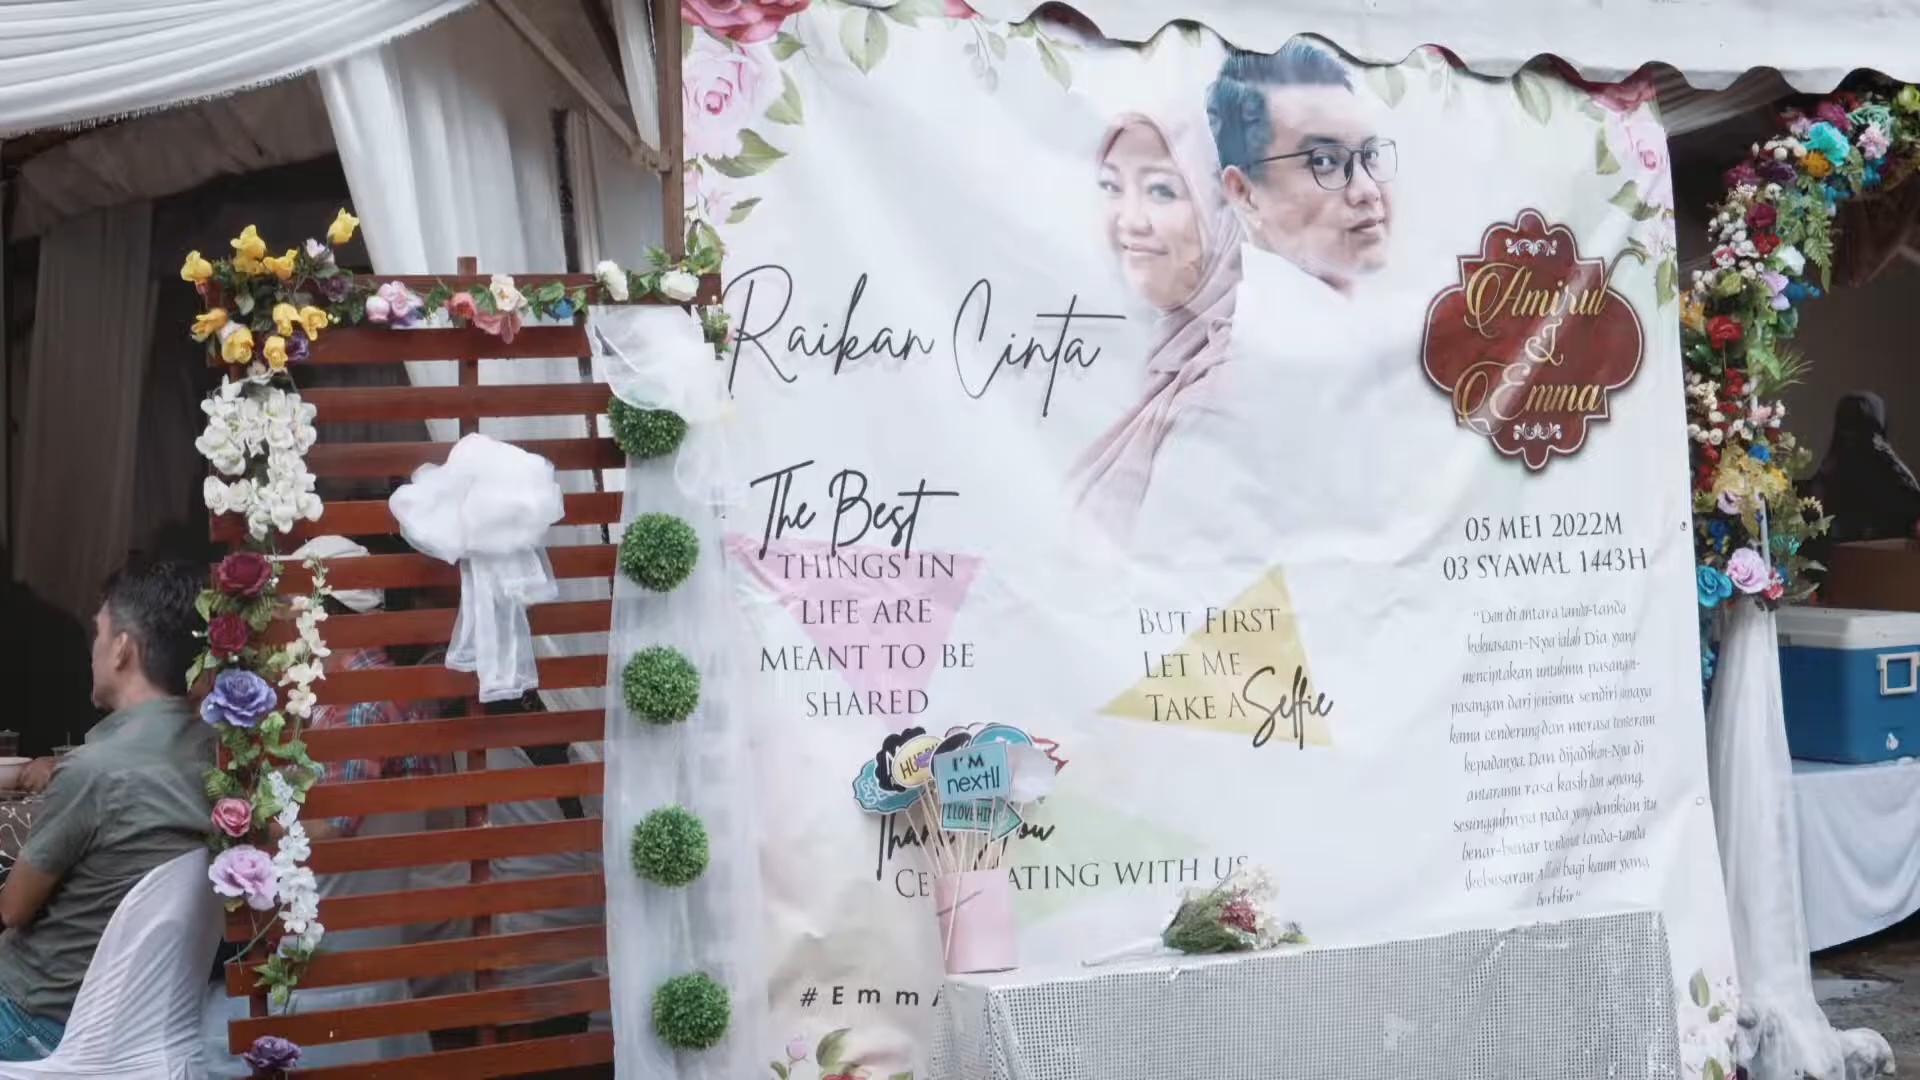 Raikan Cinta
Amirul
&
Emma
The Best
THINGS IN
LIFE ARE
MEANT TO BE
SHARED
BUT FIRST
LET ME
TAKE A Selfie
05 MEI 2022M
03 SYAWAL 1443H
"Dan di antara tanda-tanda
kekuasaan-Nya ialah Dia yang
menciptakan untukmu pasangan-
pasangan dari jenismu sendiri supaya
kamu cenderung dan merasa tenteram
kepadanya. Dan dijadikan-Nya di
antaramu rasa kasih dan sayang.
Sesungguhnya pada yang demikian itu
benar-benar terdapat tanda-tanda
(kebesaran Allah) bagi kaum yang
berfikir"
I'M
next!!
I LOVE HIM
ATING WITH US
#Emm